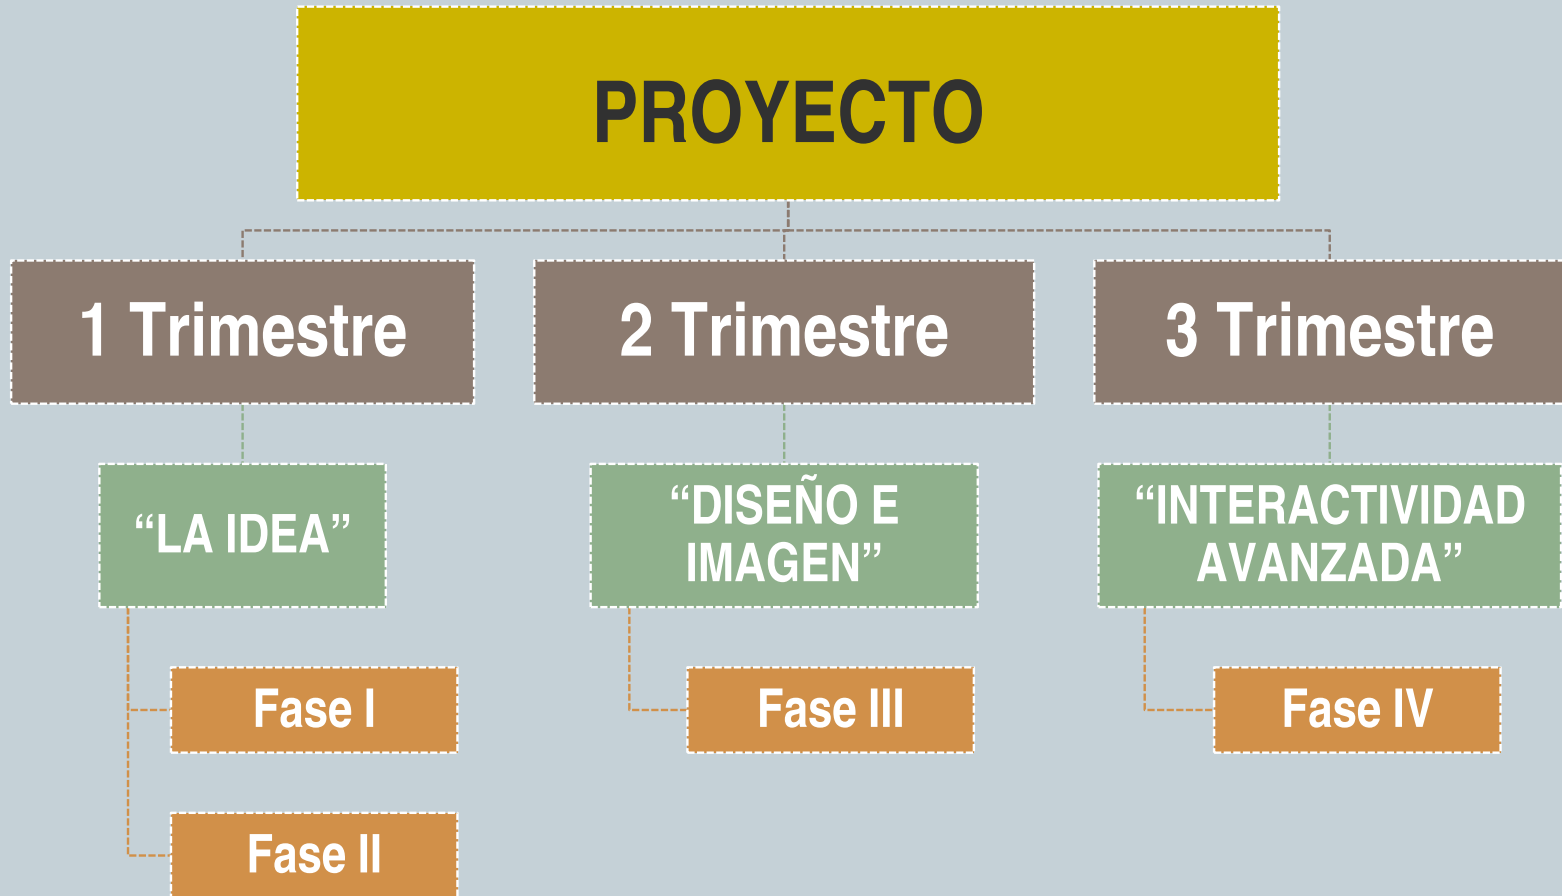 PROYECTO
1 Trimestre
2 Trimestre
3 Trimestre
“LA IDEA”
“DISEÑO E
IMAGEN”
“INTERACTIVIDAD
AVANZADA”
Fase I
Fase III
Fase IV
Fase II